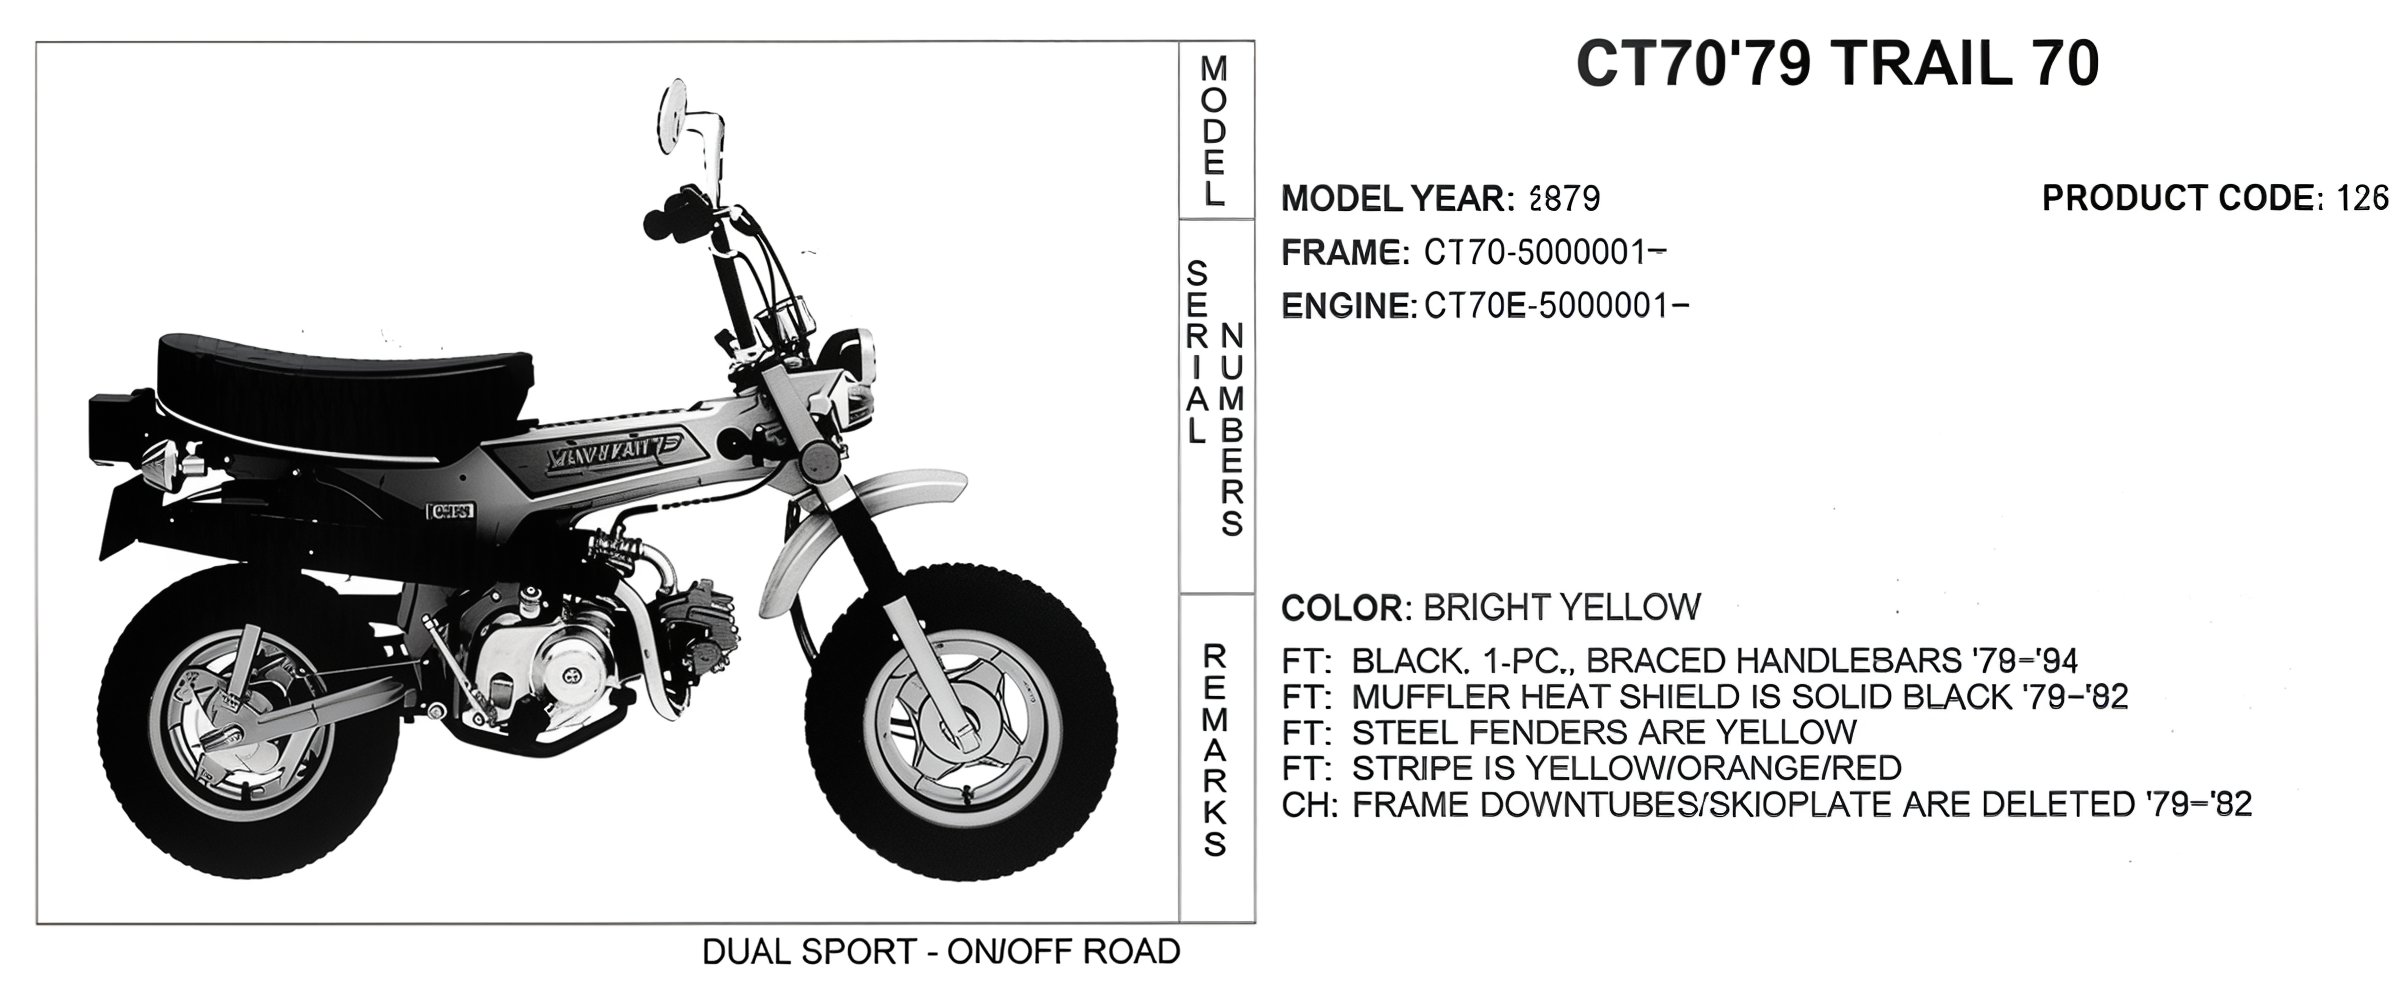 CT70'79 TRAIL 70
MODEL
SERIAL NUMBERS
REMARKS
MODEL YEAR: 879
PRODUCT CODE: 126
FRAME: CT70-5000001–
ENGINE: CT70E-5000001–
COLOR: BRIGHT YELLOW
FT: BLACK. 1-PC., BRACED HANDLEBARS '79–'94
FT: MUFFLER HEAT SHIELD IS SOLID BLACK '79–'82
FT: STEEL FENDERS ARE YELLOW
FT: STRIPE IS YELLOW/ORANGE/RED
CH: FRAME DOWNTUBES/SKIOPLATE ARE DELETED '79–'82
DUAL SPORT - ON/OFF ROAD